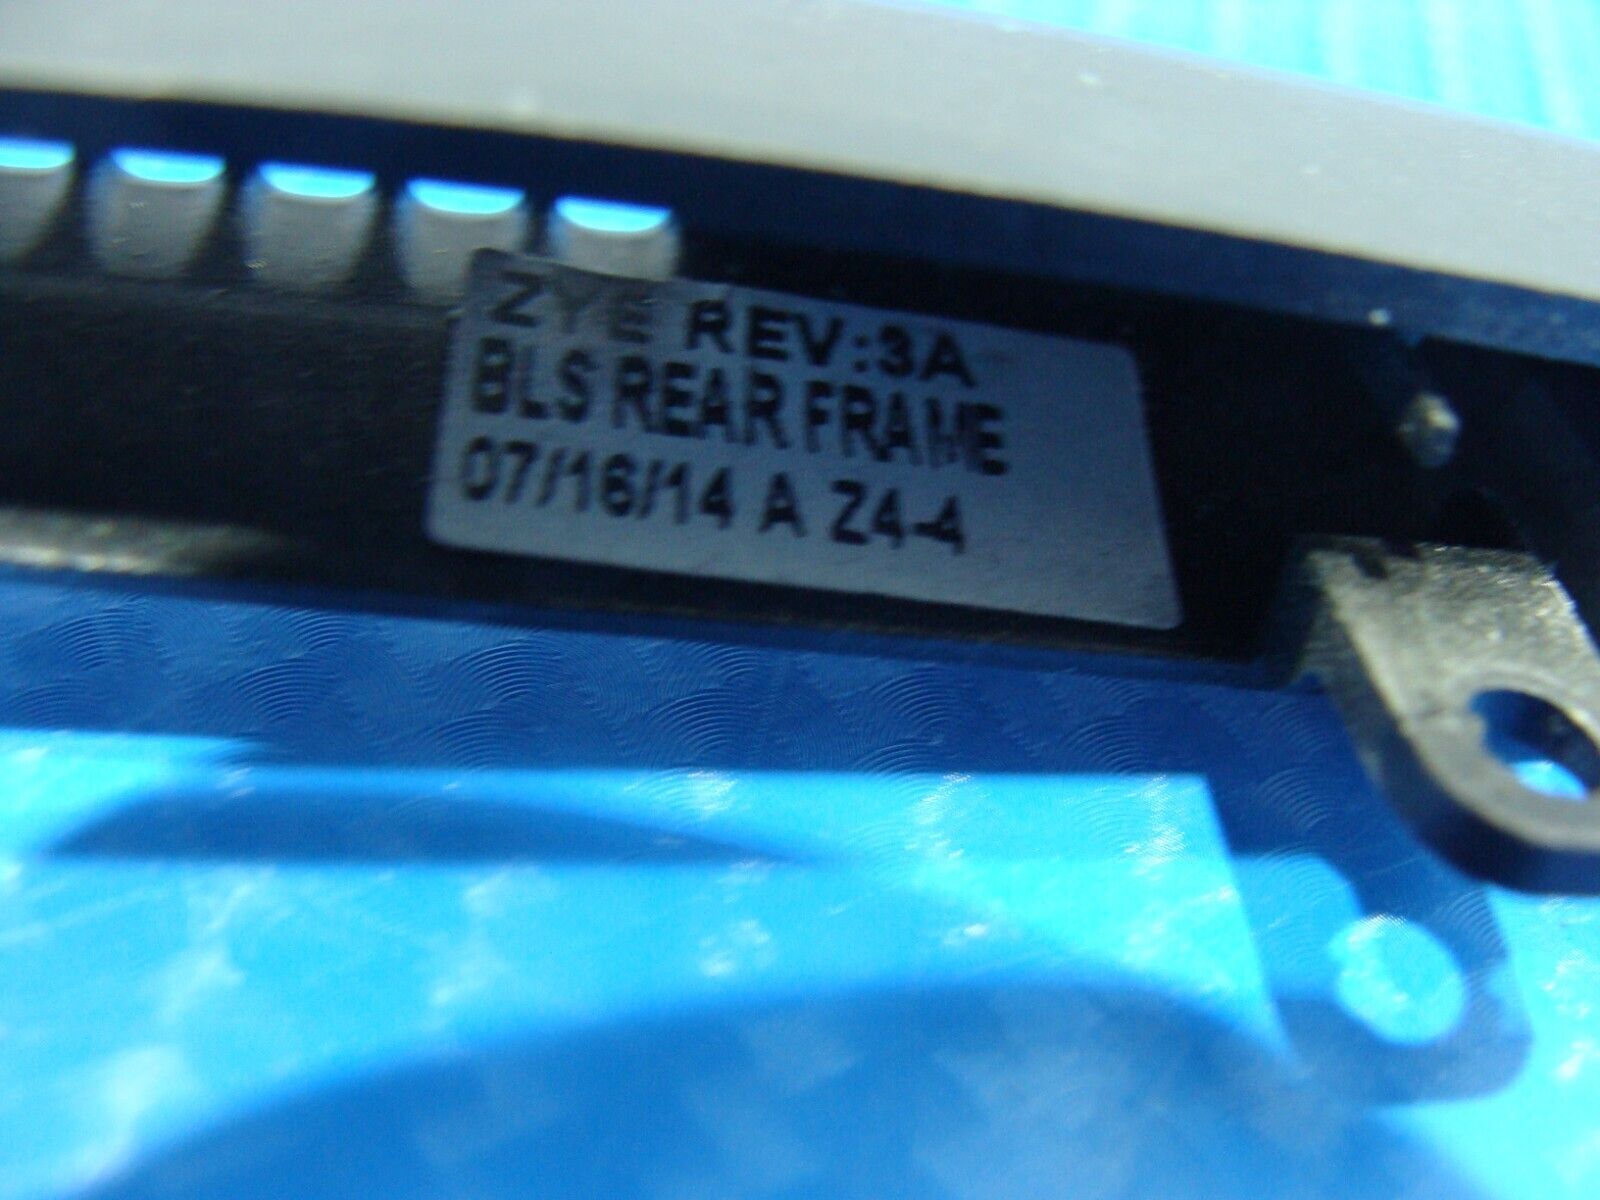 ZYE REV:3A
BLS REAR FRAME
07/16/14 A Z4-4